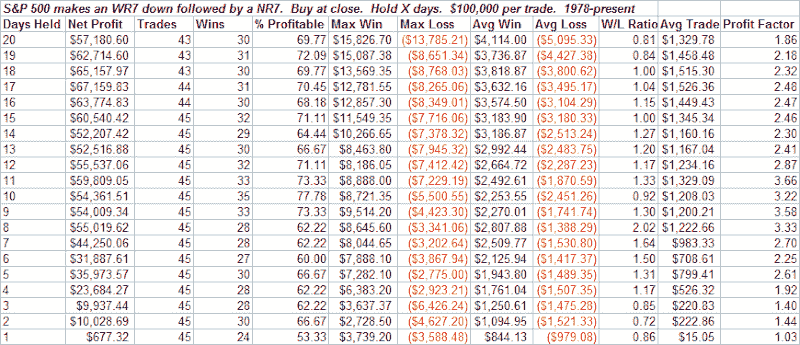 S&P 500 makes an WR7 down followed by a NR7. Buy at close. Hold X days. $100,000 per trade. 1978-present
Days Held Net Profit Trades Wins % Profitable Max Win Max Loss Avg Win Avg Loss W/L Ratio Avg Trade Profit Factor
20 $57,180.60 43 30 69.77 $15,826.70 ($13,785.21) $4,114.00 ($5,095.33) 0.81 $1,329.78 1.86
19 $62,714.60 43 31 72.09 $15,087.38 ($8,651.34) $3,736.87 ($4,427.38) 0.84 $1,458.48 2.18
18 $65,157.97 43 30 69.77 $13,569.35 ($8,768.03) $3,818.87 ($3,800.62) 1.00 $1,515.30 2.32
17 $67,159.83 44 31 70.45 $12,781.55 ($8,265.06) $3,632.16 ($3,495.17) 1.04 $1,526.36 2.48
16 $63,774.83 44 30 68.18 $12,857.30 ($8,349.01) $3,574.50 ($3,104.29) 1.15 $1,449.43 2.47
15 $60,540.42 45 32 71.11 $11,549.35 ($7,716.06) $3,183.90 ($3,180.33) 1.00 $1,345.34 2.46
14 $52,207.42 45 29 64.44 $10,266.65 ($7,378.32) $3,186.87 ($2,513.24) 1.27 $1,160.16 2.30
13 $52,516.88 45 30 66.67 $8,463.80 ($7,945.32) $2,992.44 ($2,483.75) 1.20 $1,167.04 2.41
12 $55,537.06 45 32 71.11 $8,186.05 ($7,412.42) $2,664.72 ($2,287.23) 1.17 $1,234.16 2.87
11 $59,809.05 45 33 73.33 $8,888.00 ($7,229.19) $2,492.61 ($1,870.59) 1.33 $1,329.09 3.66
10 $54,361.51 45 35 77.78 $8,721.35 ($5,500.55) $2,253.55 ($2,451.26) 0.92 $1,208.03 3.22
9 $54,009.34 45 33 73.33 $9,514.20 ($4,423.30) $2,270.01 ($1,741.74) 1.30 $1,200.21 3.58
8 $55,019.62 45 28 62.22 $8,645.60 ($3,341.06) $2,807.88 ($1,388.29) 2.02 $1,222.66 3.33
7 $44,250.06 45 28 62.22 $8,044.65 ($3,202.64) $2,509.77 ($1,530.80) 1.64 $983.33 2.70
6 $31,887.61 45 27 60.00 $7,888.10 ($3,867.94) $2,125.94 ($1,417.37) 1.50 $708.61 2.25
5 $35,973.57 45 30 66.67 $7,282.10 ($2,775.00) $1,943.80 ($1,489.35) 1.31 $799.41 2.61
4 $23,684.27 45 28 62.22 $6,383.20 ($2,923.21) $1,761.04 ($1,507.35) 1.17 $526.32 1.92
3 $9,937.44 45 28 62.22 $3,637.37 ($6,426.24) $1,250.61 ($1,475.28) 0.85 $220.83 1.40
2 $10,028.69 45 30 66.67 $2,728.50 ($4,627.20) $1,094.95 ($1,521.33) 0.72 $222.86 1.44
1 $677.32 45 24 53.33 $3,739.20 ($3,588.48) $844.13 ($979.08) 0.86 $15.05 1.03